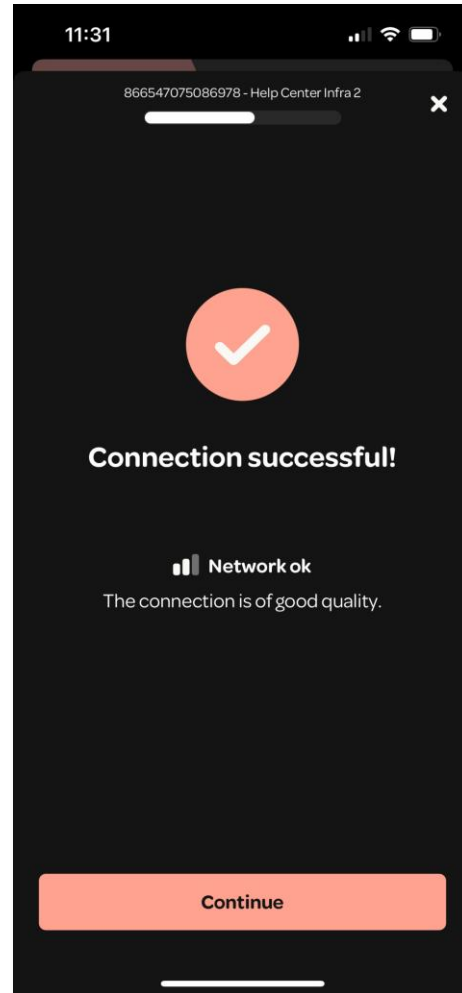 11:31
866547075086978 - Help Center Infra 2
Connection successful!
Network ok
The connection is of good quality.
Continue